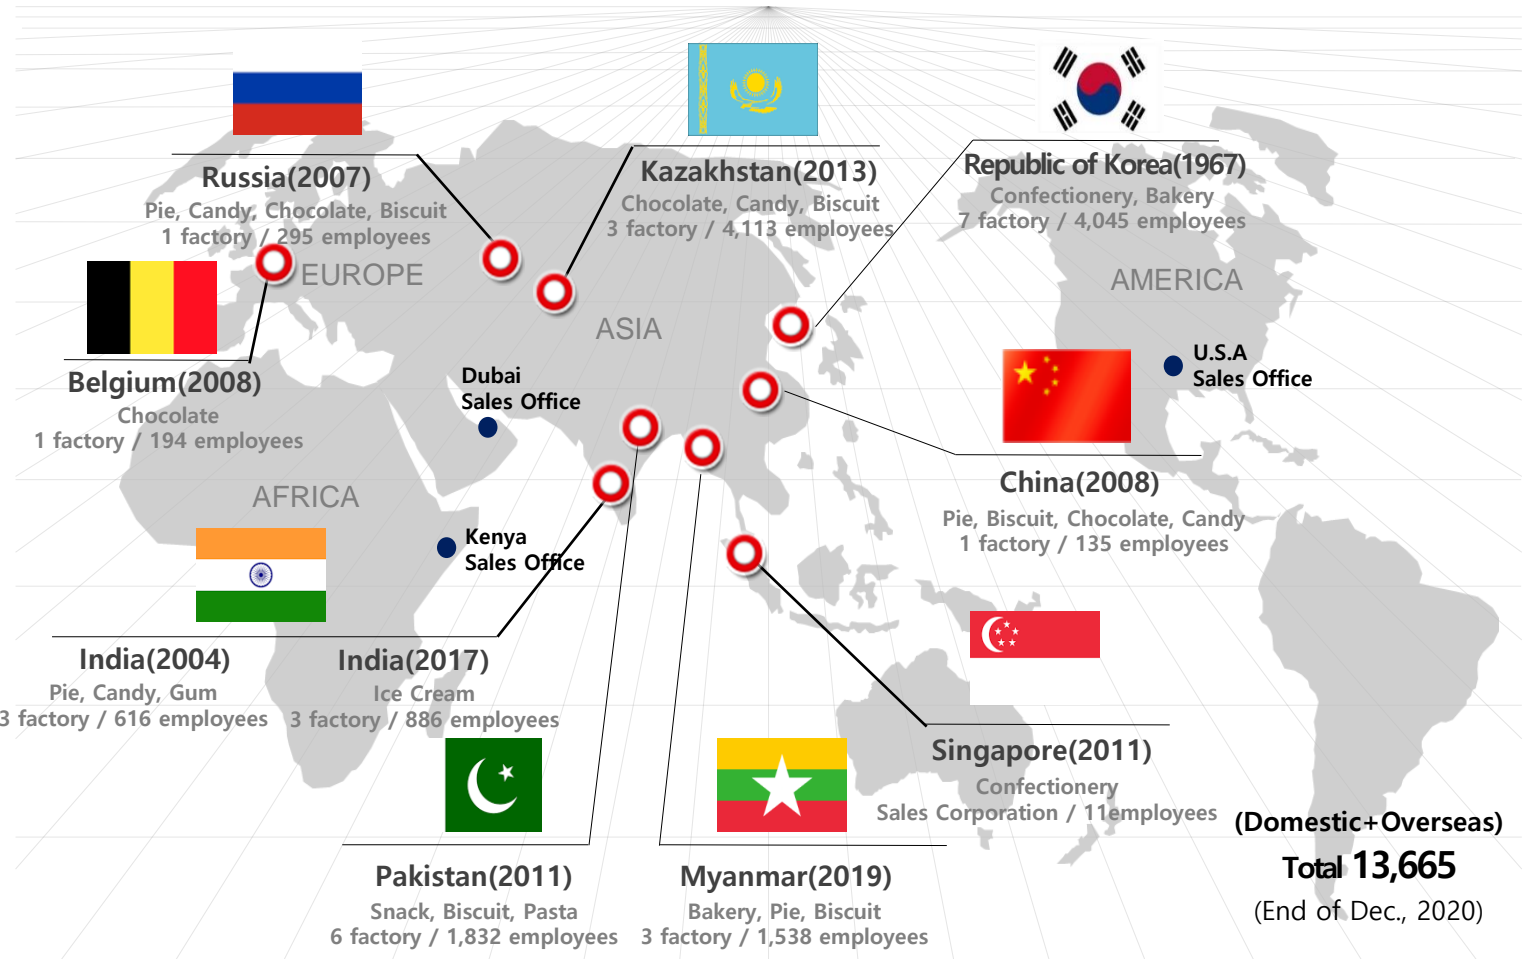 Russia(2007)
Pie, Candy, Chocolate, Biscuit
1 factory / 295 employees
Kazakhstan(2013)
Chocolate, Candy, Biscuit
3 factory / 4,113 employees
Republic of Korea(1967)
Confectionery, Bakery
7 factory / 4,045 employees
EUROPE
ASIA
AMERICA
Belgium(2008)
Chocolate
1 factory / 194 employees
Dubai
Sales Office
U.S.A
Sales Office
China(2008)
Pie, Biscuit, Chocolate, Candy
1 factory / 135 employees
AFRICA
Kenya
Sales Office
India(2004)
Pie, Candy, Gum
3 factory / 616 employees
India(2017)
Ice Cream
3 factory / 886 employees
Singapore(2011)
Confectionery
Sales Corporation / 11employees
Pakistan(2011)
Snack, Biscuit, Pasta
6 factory / 1,832 employees
Myanmar(2019)
Bakery, Pie, Biscuit
3 factory / 1,538 employees
(Domestic+Overseas)
Total 13,665
(End of Dec., 2020)